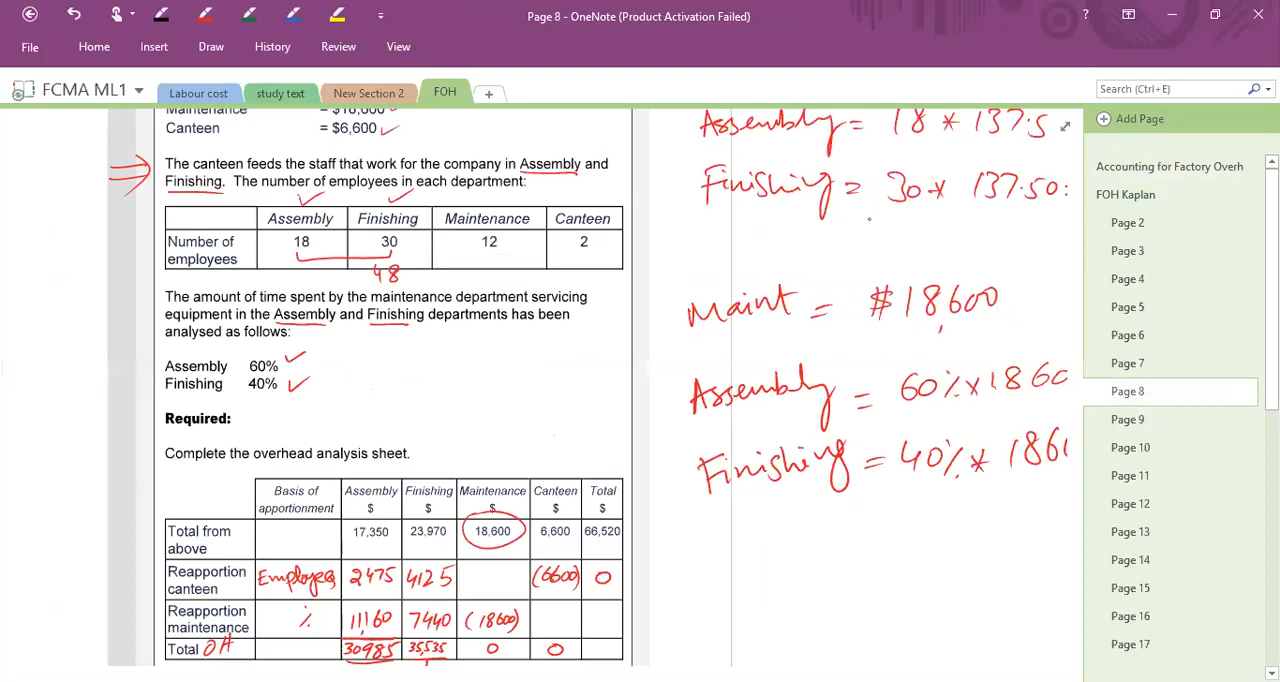 Page 8 - OneNote (Product Activation Failed)
File Home Insert Draw History Review View
FCMA ML1 Labour cost study text New Section 2 FOH
Search (Ctrl+E)
Add Page
Accounting for Factory Overh
FOH Kaplan
Page 2
Page 3
Page 4
Page 5
Page 6
Page 7
Page 8
Page 9
Page 10
Page 11
Page 12
Page 13
Page 14
Page 15
Page 16
Page 17
Maintenance = $18,600
Canteen = $6,600
The canteen feeds the staff that work for the company in Assembly and
Finishing. The number of employees in each department:
Assembly Finishing Maintenance Canteen
Number of employees 18 30 12 2
48
The amount of time spent by the maintenance department servicing
equipment in the Assembly and Finishing departments has been
analysed as follows:
Assembly 60%
Finishing 40%
Required:
Complete the overhead analysis sheet.
Basis of apportionment Assembly $ Finishing $ Maintenance $ Canteen $ Total $
Total from above 17,350 23,970 18,600 6,600 66,520
Reapportion canteen Employees 2475 4125 (6600) 0
Reapportion maintenance % 11,160 7440 (18600)
Total OH 30985 35,535 0 0
Assembly = 18 * 137.5
Finishing = 30 * 137.50
Maint = $18,600
Assembly = 60% x 1860
Finishing = 40% * 186